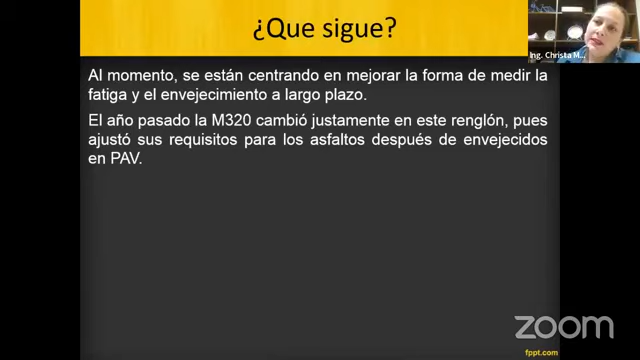 ¿Que sigue?
Ing. Christa M...
Al momento, se están centrando en mejorar la forma de medir la
fatiga y el envejecimiento a largo plazo.
El año pasado la M320 cambió justamente en este renglón, pues
ajustó sus requisitos para los asfaltos después de envejecidos
en PAV.
zoom
fppt.com